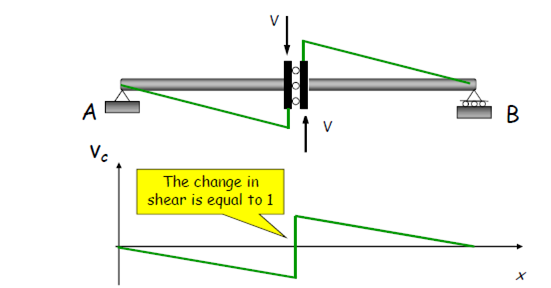 V
A
B
V
Vc
The change in
shear is equal to 1
x